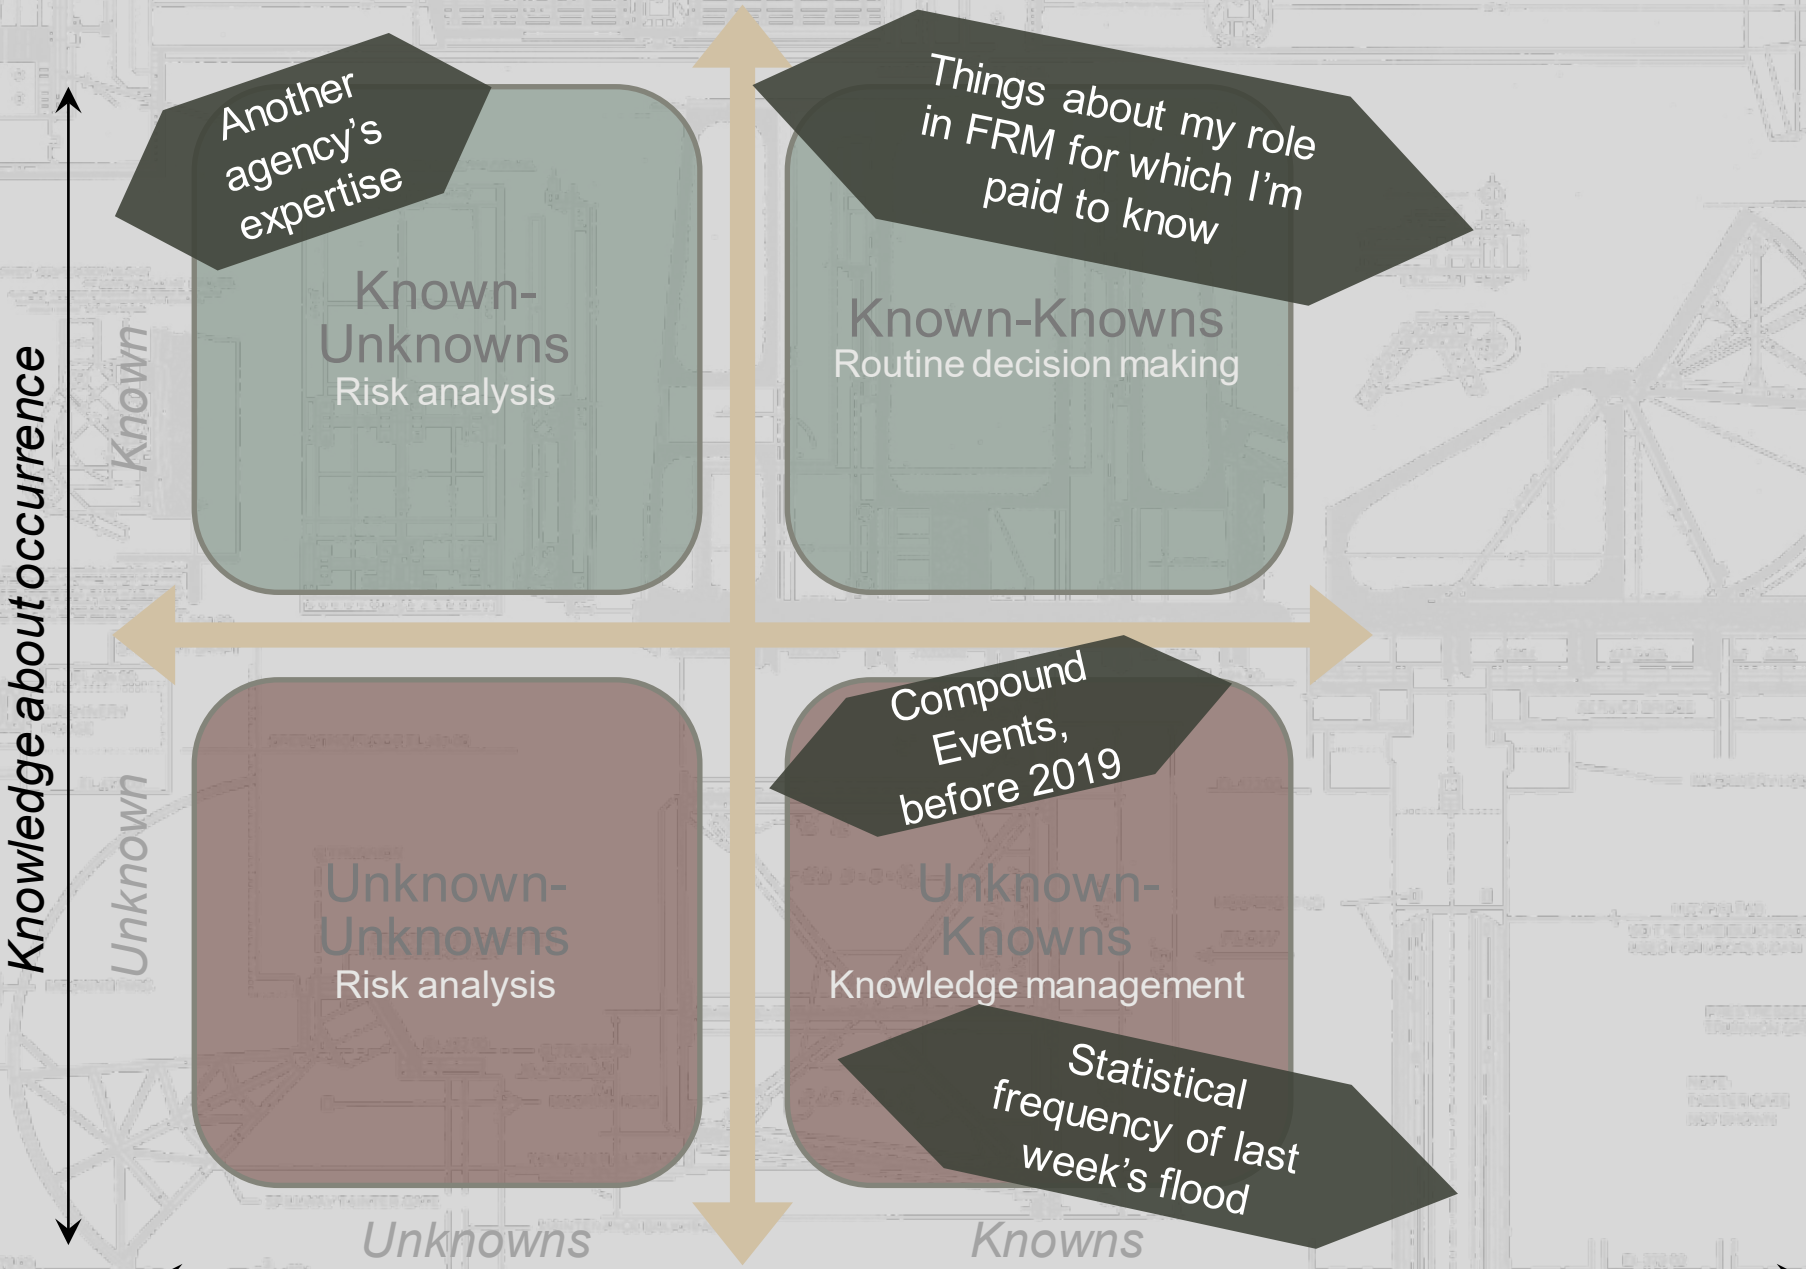 Another
agency’s
expertise
Things about my role
in FRM for which I’m
paid to know
Known-
Unknowns
Risk analysis
Known-Knowns
Routine decision making
Knowledge about occurrence
Known
Unknown
Compound
Events,
before 2019
Unknown-
Unknowns
Risk analysis
Unknown-
Knowns
Knowledge management
Statistical
frequency of last
week’s flood
Unknowns
Knowns